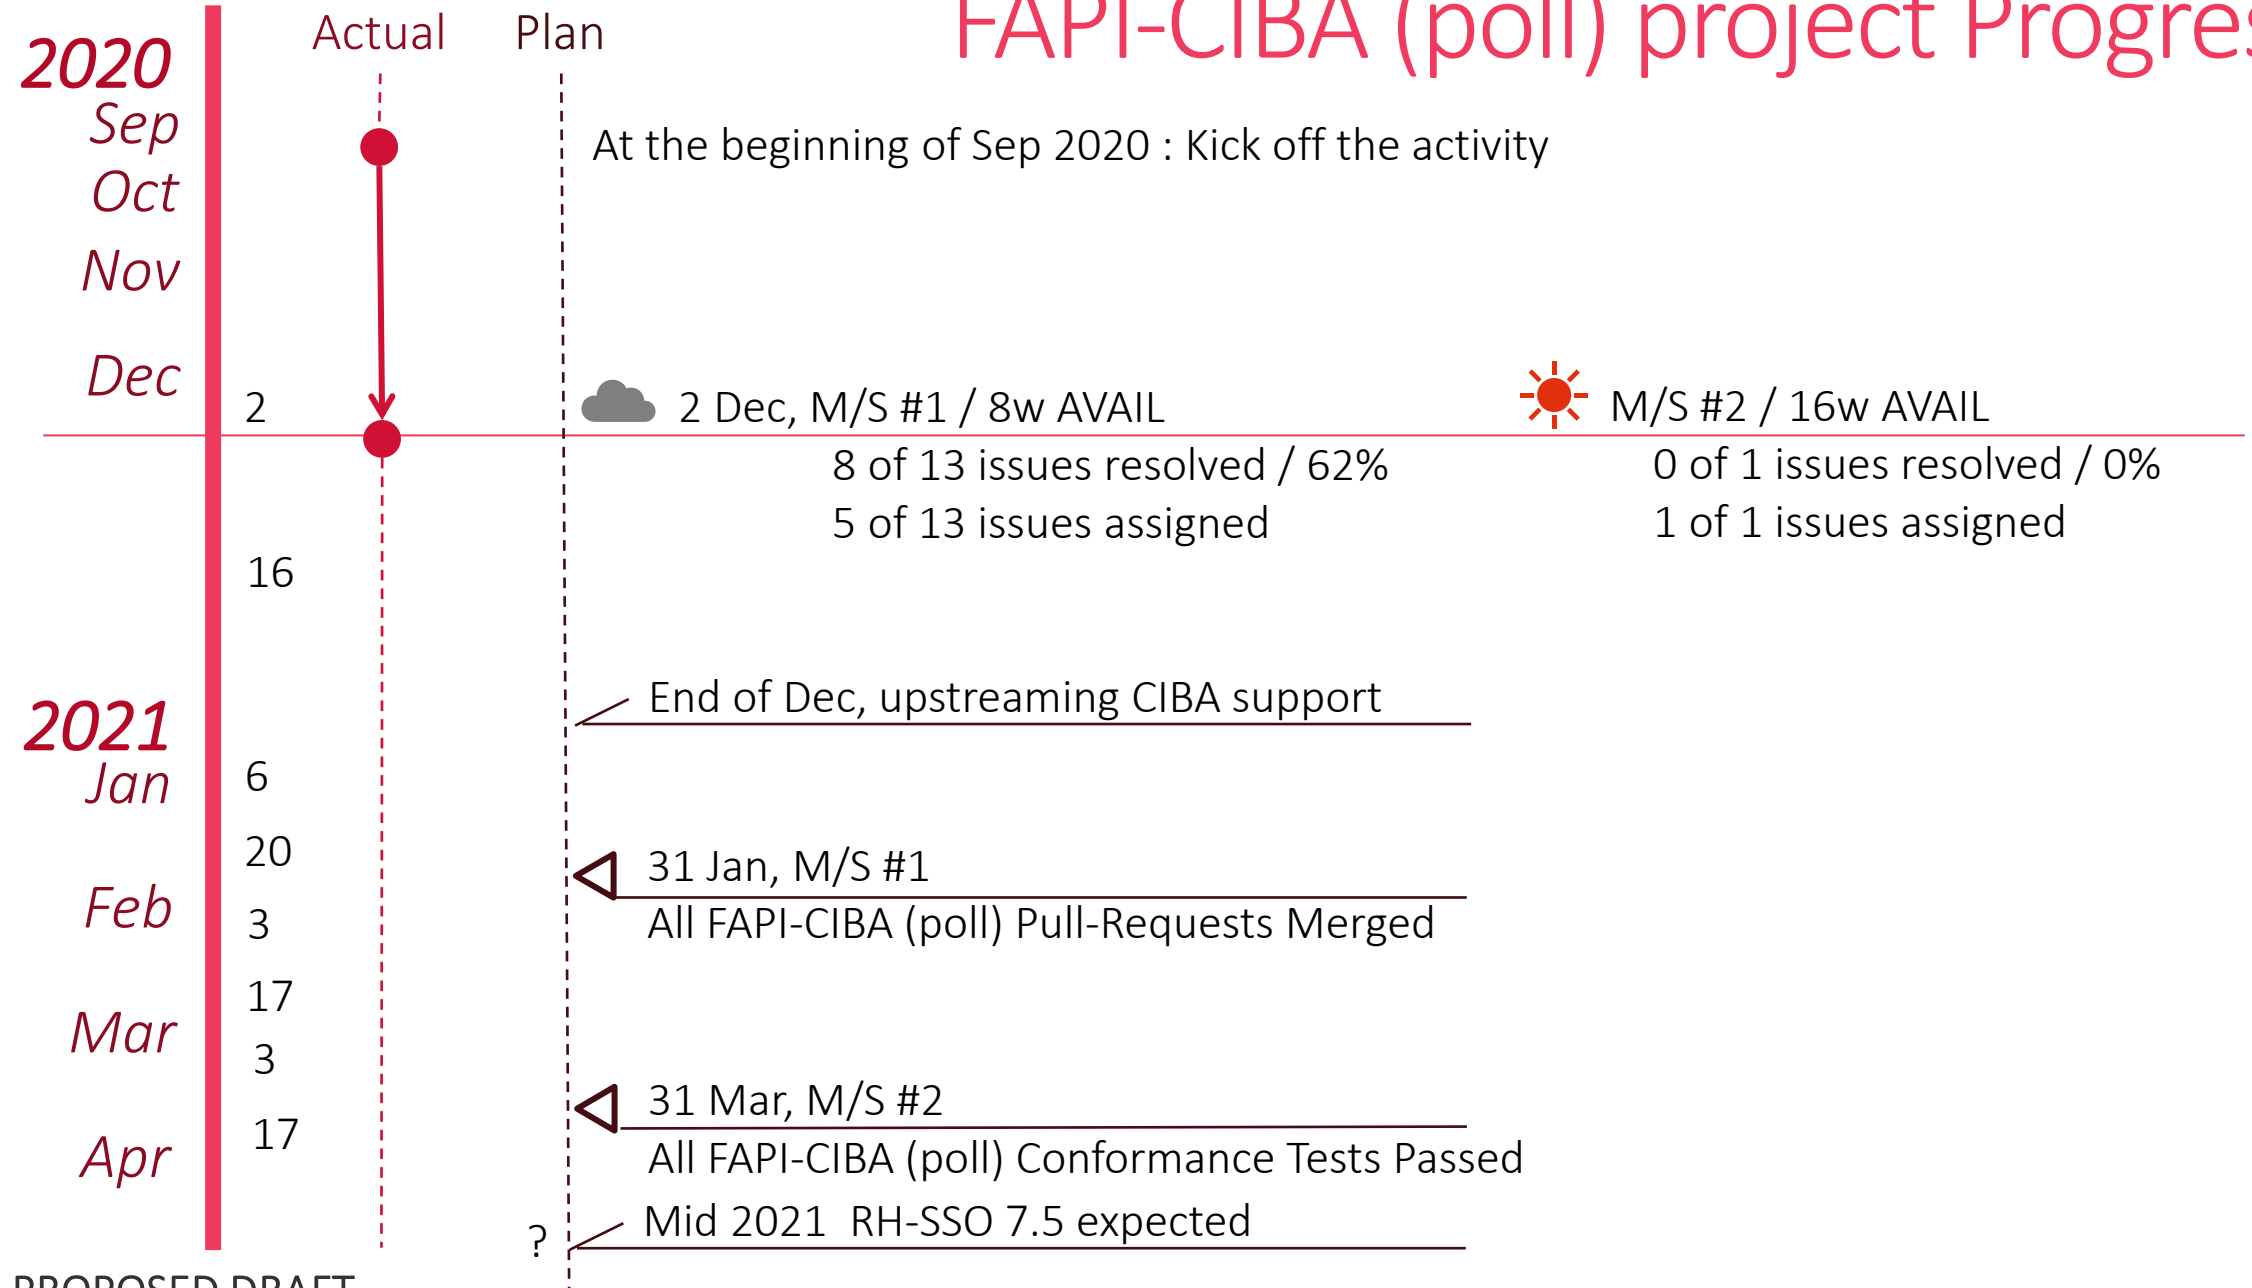 FAPI-CIBA (poll) project Progres
Actual
Plan
2020
Sep
At the beginning of Sep 2020 : Kick off the activity
Oct
Nov
Dec
2
2 Dec, M/S #1 / 8w AVAIL
M/S #2 / 16w AVAIL
8 of 13 issues resolved / 62%
0 of 1 issues resolved / 0%
5 of 13 issues assigned
1 of 1 issues assigned
16
End of Dec, upstreaming CIBA support
2021
Jan
6
20
31 Jan, M/S #1
Feb
3
All FAPI-CIBA (poll) Pull-Requests Merged
17
Mar
3
31 Mar, M/S #2
17
Apr
All FAPI-CIBA (poll) Conformance Tests Passed
?
Mid 2021 RH-SSO 7.5 expected
PROPOSED DRAFT